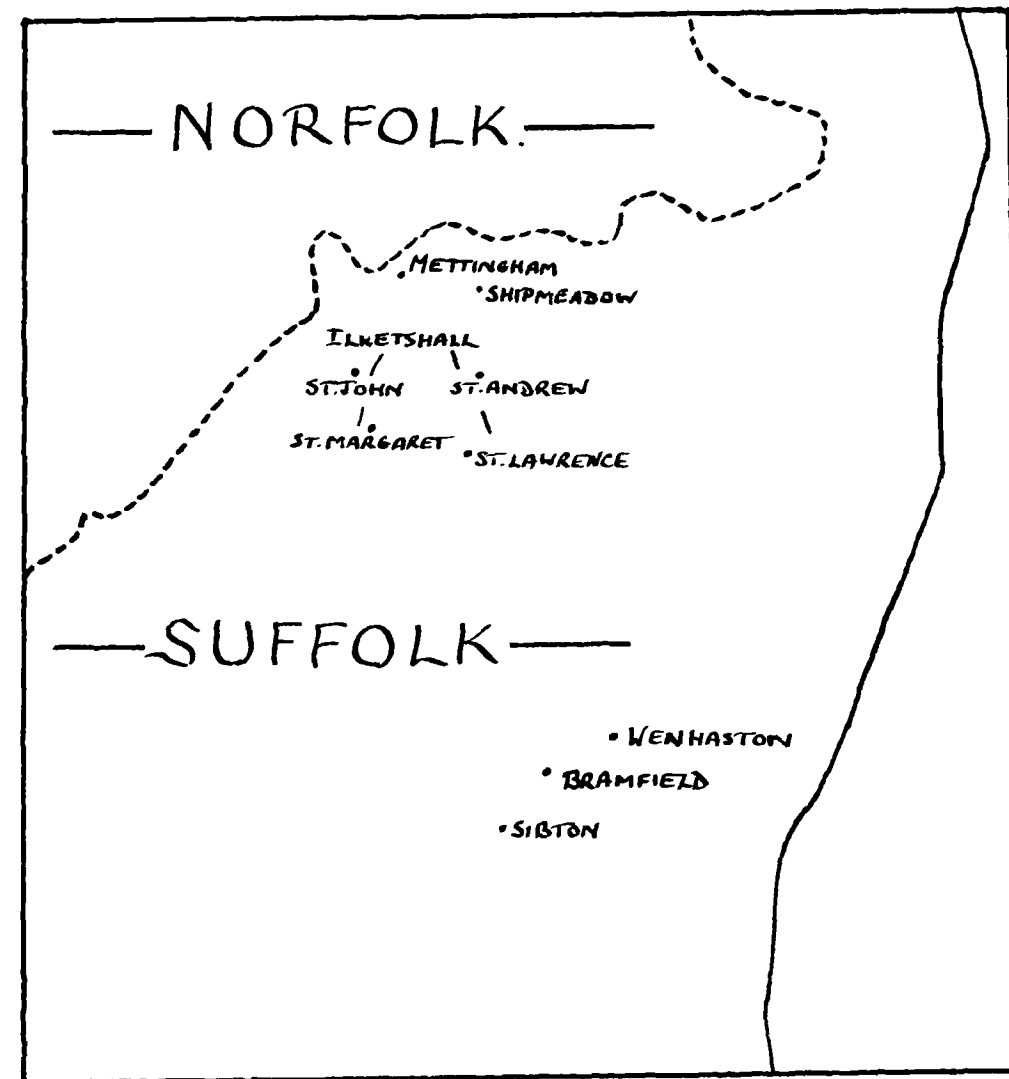 NORFOLK.
METTINGHAM
SHIPMEADOW
ILKETSHALL
ST. JOHN
ST. ANDREW
ST. MARGARET
ST. LAWRENCE
SUFFOLK
WENHASTON
BRAMFIELD
SIBTON